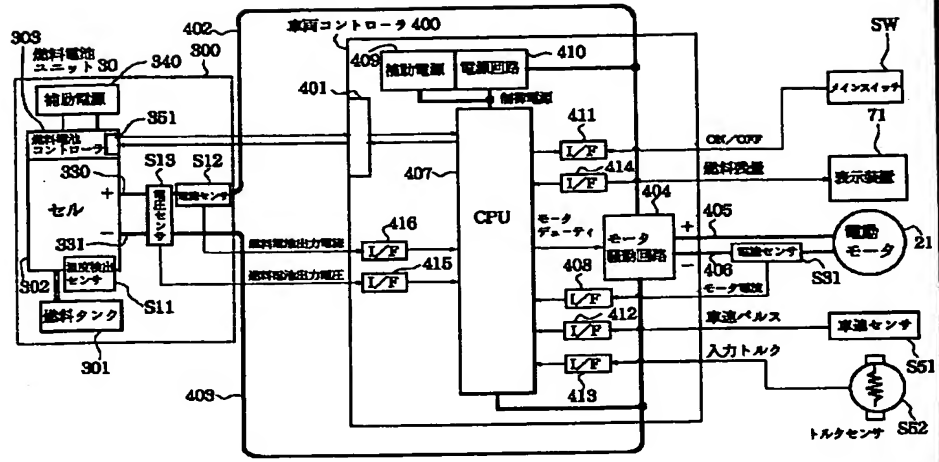 402
車両コントローラ 400
303
燃料電池
ユニット 30
340
300
409
補助電源
電源回路
410
SW
メインスイッチ
補助電源
351
401
制御電源
411
I/F
ON/OFF
71
燃料電池
コントローラ
S13
S12
407
414
I/F
燃料残量
表示装置
330
+
電圧センサ
電流センサ
404
セル
CPU
モータ
デューティ
モータ
駆動回路
+
405
電動
モータ
21
−
331
416
燃料電池出力電流
I/F
−
406
電流センサ
S31
302
温度検出
センサ
S11
燃料電池出力電圧
415
I/F
408
I/F
モータ電流
燃料タンク
301
412
I/F
車速パルス
車速センサ
S51
403
I/F
413
入力トルク
S52
トルクセンサ